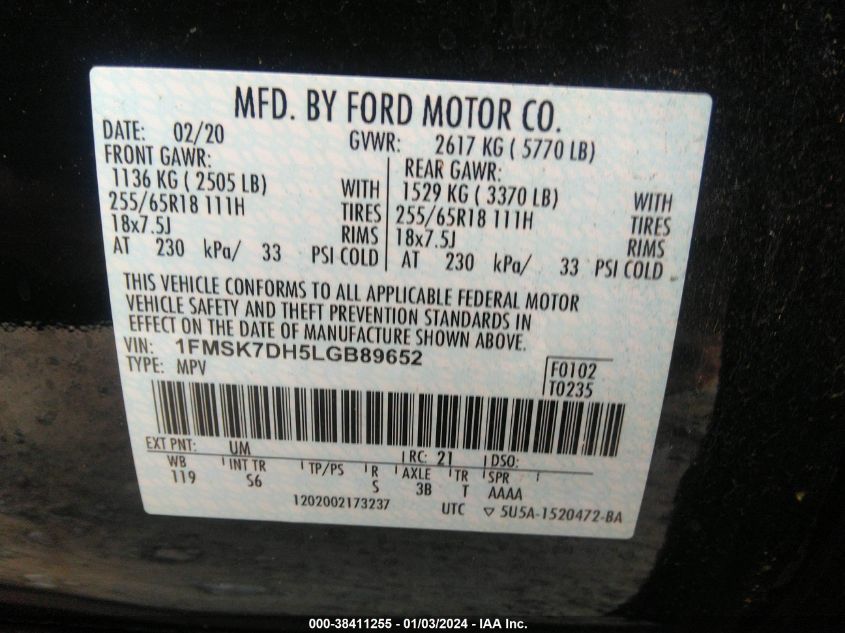 MFD. BY FORD MOTOR CO.
DATE: 02/20 GVWR: 2617 KG ( 5770 LB)
FRONT GAWR: REAR GAWR:
1136 KG ( 2505 LB) WITH 1529 KG ( 3370 LB) WITH
255/65R18 111H TIRES 255/65R18 111H TIRES
18x7.5J RIMS 18x7.5J RIMS
AT 230 kPa/ 33 PSI COLD AT 230 kPa/ 33 PSI COLD
THIS VEHICLE CONFORMS TO ALL APPLICABLE FEDERAL MOTOR
VEHICLE SAFETY AND THEFT PREVENTION STANDARDS IN
EFFECT ON THE DATE OF MANUFACTURE SHOWN ABOVE.
VIN: 1FMSK7DH5LGB89652 F0102
TYPE: MPV T0235
EXT PNT: UM RC: 21 DSO:
WB INT TR TP/PS R AXLE TR SPR
119 S6 S 3B T AAAA
1202002173237 UTC ▽ 5U5A-1520472-BA
000-38411255 - 01/03/2024 - IAA Inc.